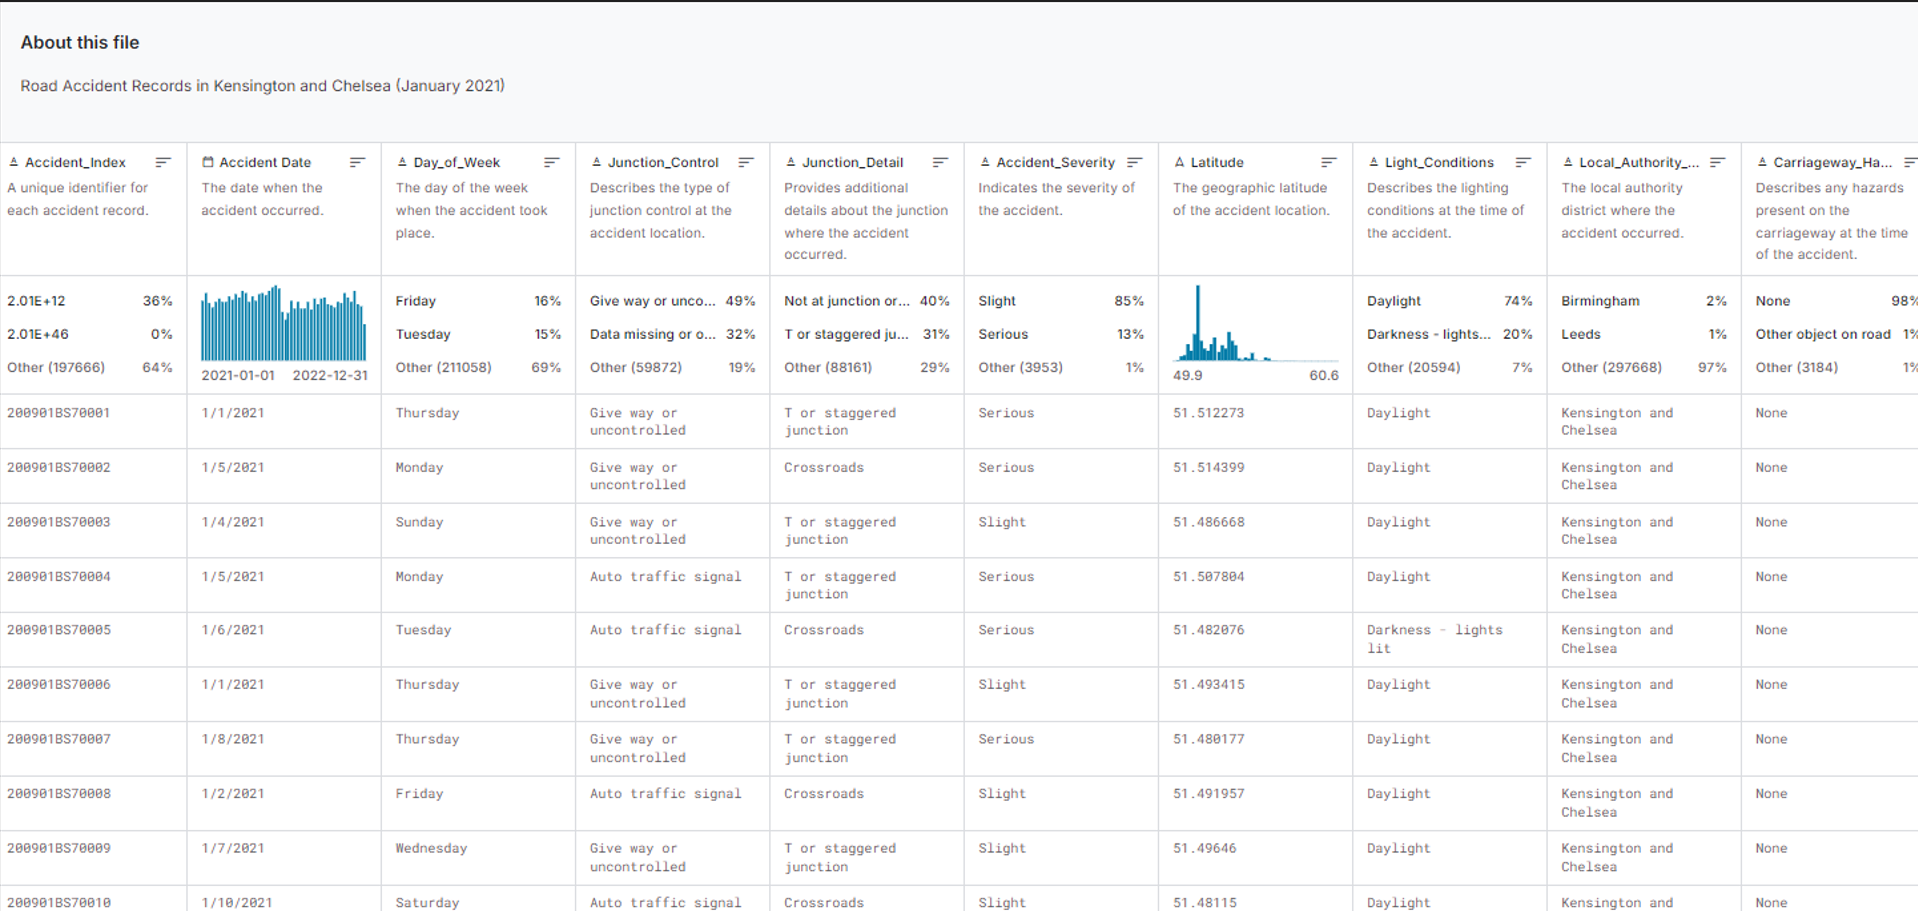 About this file
Road Accident Records in Kensington and Chelsea (January 2021)
Accident_Index Accident Date Day_of_Week Junction_Control Junction_Detail Accident_Severity Latitude Light_Conditions Local_Authority_... Carriageway_Ha...
A unique identifier for The date when the The day of the week Describes the type of Provides additional Indicates the severity of The geographic latitude Describes the lighting The local authority Describes any hazards
each accident record. accident occurred. when the accident took junction control at the details about the junction the accident. of the accident location. conditions at the time of district where the present on the
place. accident location. where the accident the accident. accident occurred. carriageway at the time
occurred. of the accident.
2.01E+12 36% Friday 16% Give way or unco... 49% Not at junction or... 40% Slight 85% Daylight 74% Birmingham 2% None 98%
2.01E+46 0% Tuesday 15% Data missing or o... 32% T or staggered ju... 31% Serious 13% Darkness - lights... 20% Leeds 1% Other object on road 1%
Other (197666) 64% 2021-01-01 2022-12-31 Other (211058) 69% Other (59872) 19% Other (88161) 29% Other (3953) 1% 49.9 60.6 Other (20594) 7% Other (297668) 97% Other (3184) 1%
200901BS70001 1/1/2021 Thursday Give way or T or staggered Serious 51.512273 Daylight Kensington and None
uncontrolled junction Chelsea
200901BS70002 1/5/2021 Monday Give way or Crossroads Serious 51.514399 Daylight Kensington and None
uncontrolled Chelsea
200901BS70003 1/4/2021 Sunday Give way or T or staggered Slight 51.486668 Daylight Kensington and None
uncontrolled junction Chelsea
200901BS70004 1/5/2021 Monday Auto traffic signal T or staggered Serious 51.507804 Daylight Kensington and None
junction Chelsea
200901BS70005 1/6/2021 Tuesday Auto traffic signal Crossroads Serious 51.482076 Darkness - lights Kensington and None
lit Chelsea
200901BS70006 1/1/2021 Thursday Give way or T or staggered Slight 51.493415 Daylight Kensington and None
uncontrolled junction Chelsea
200901BS70007 1/8/2021 Thursday Give way or T or staggered Serious 51.480177 Daylight Kensington and None
uncontrolled junction Chelsea
200901BS70008 1/2/2021 Friday Auto traffic signal Crossroads Slight 51.491957 Daylight Kensington and None
Chelsea
200901BS70009 1/7/2021 Wednesday Give way or T or staggered Slight 51.49646 Daylight Kensington and None
uncontrolled junction Chelsea
200901BS70010 1/10/2021 Saturday Auto traffic signal Crossroads Slight 51.48115 Daylight Kensington and None